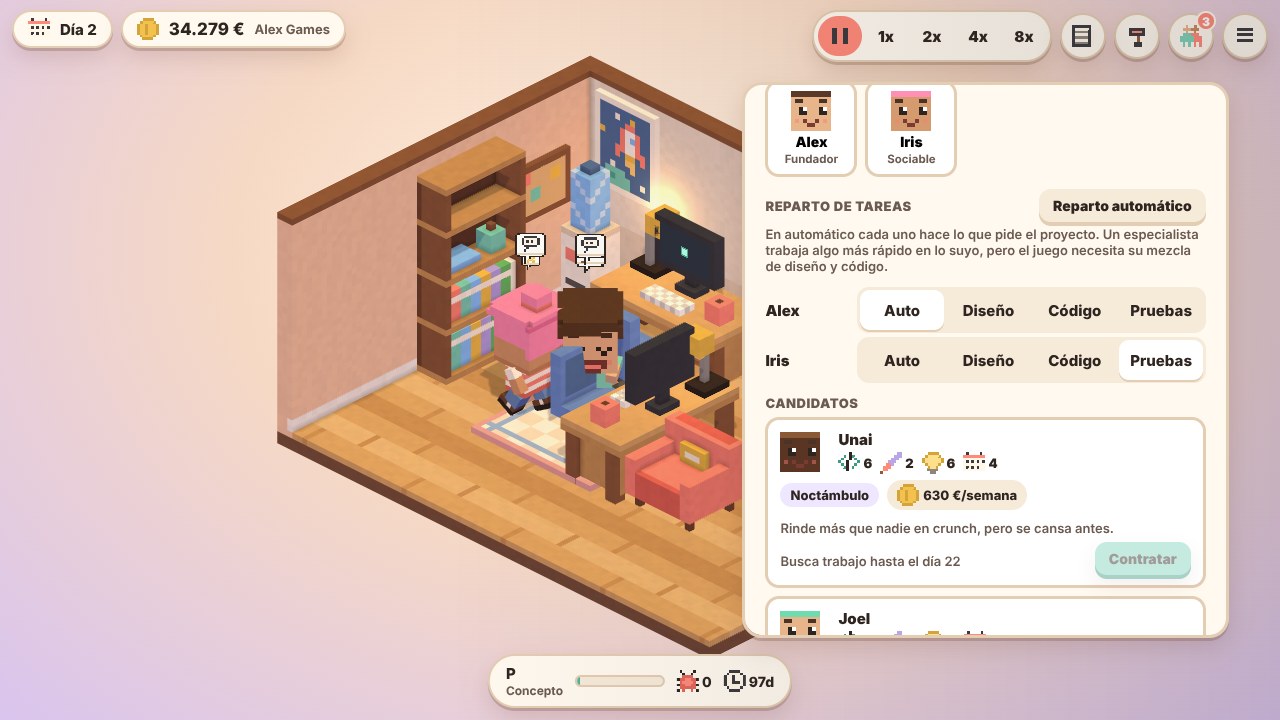 Día 2
34.279 € Alex Games
1x 2x 4x 8x
3
Alex
Fundador
Iris
Sociable
REPARTO DE TAREAS
Reparto automático
En automático cada uno hace lo que pide el proyecto. Un especialista
trabaja algo más rápido en lo suyo, pero el juego necesita su mezcla
de diseño y código.
Alex Auto Diseño Código Pruebas
Iris Auto Diseño Código Pruebas
CANDIDATOS
Unai
6 2 6 4
Noctámbulo 630 €/semana
Rinde más que nadie en crunch, pero se cansa antes.
Busca trabajo hasta el día 22 Contratar
Joel
P
Concepto
0 97d